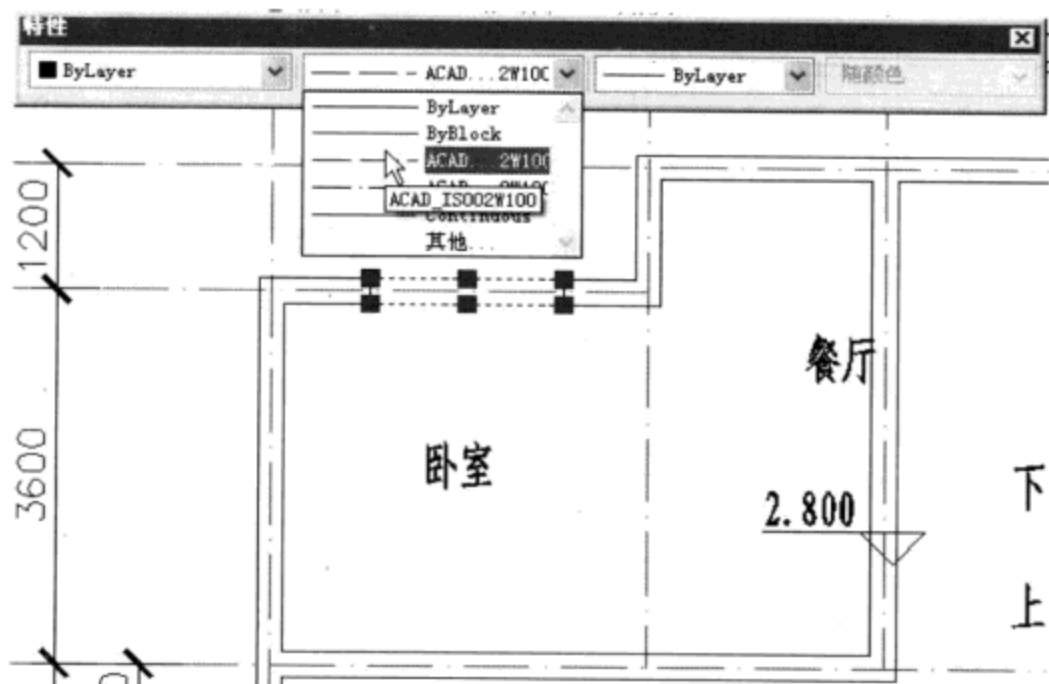 特性
ByLayer
ACAD...2W10C
ByLayer
随颜色
ByLayer
ByBlock
ACAD...2W100
ACAD_ISO02W100
Continuous
其他...
1200
3600
餐厅
卧室
2.800
下
上